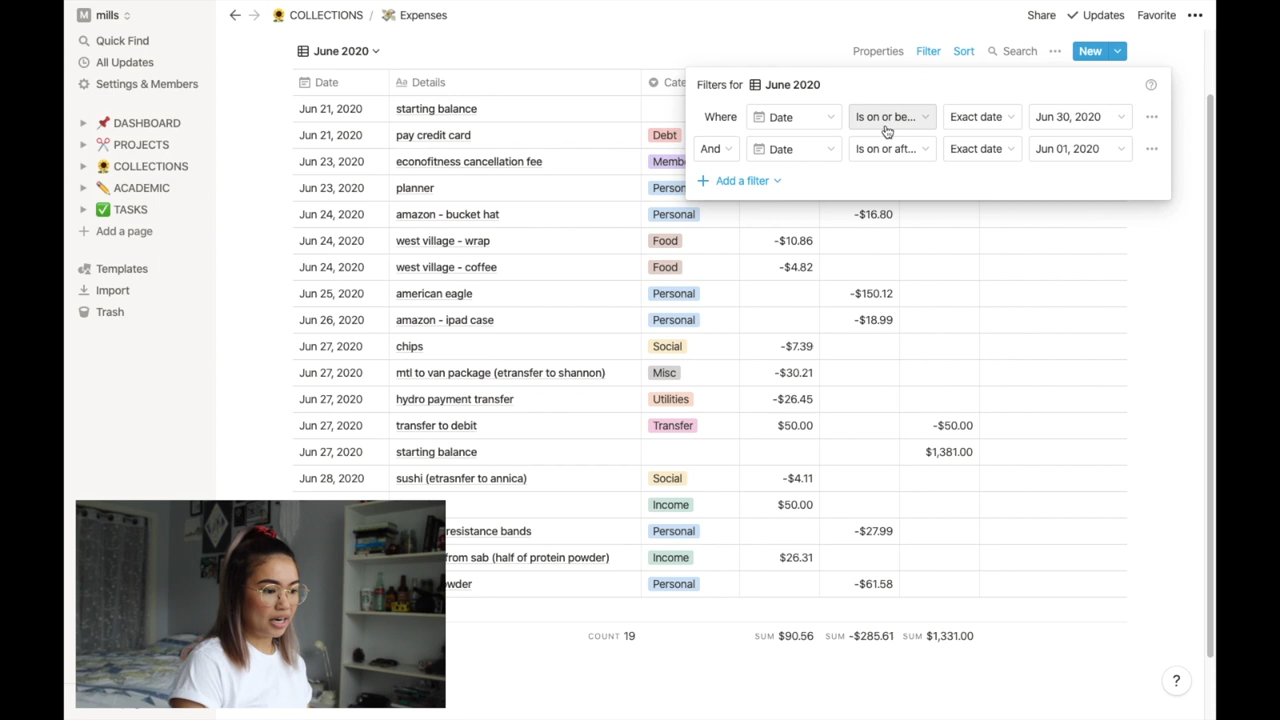 M mills
COLLECTIONS / Expenses
Share Updates Favorite
Quick Find
All Updates
Settings & Members
DASHBOARD
PROJECTS
COLLECTIONS
ACADEMIC
TASKS
Add a page
Templates
Import
Trash
June 2020
Properties Filter Sort Search New
Date Details Cate
Filters for June 2020
Where Date Is on or be... Exact date Jun 30, 2020
And Date Is on or aft... Exact date Jun 01, 2020
Add a filter
Jun 21, 2020 starting balance
Jun 21, 2020 pay credit card Debt
Jun 23, 2020 econofitness cancellation fee Membe
Jun 23, 2020 planner Person
Jun 24, 2020 amazon - bucket hat Personal -$16.80
Jun 24, 2020 west village - wrap Food -$10.86
Jun 24, 2020 west village - coffee Food -$4.82
Jun 25, 2020 american eagle Personal -$150.12
Jun 26, 2020 amazon - ipad case Personal -$18.99
Jun 27, 2020 chips Social -$7.39
Jun 27, 2020 mtl to van package (etransfer to shannon) Misc -$30.21
Jun 27, 2020 hydro payment transfer Utilities -$26.45
Jun 27, 2020 transfer to debit Transfer $50.00 -$50.00
Jun 27, 2020 starting balance $1,381.00
Jun 28, 2020 sushi (etrasnfer to annica) Social -$4.11
Income $50.00
resistance bands Personal -$27.99
from sab (half of protein powder) Income $26.31
wder Personal -$61.58
COUNT 19 SUM $90.56 SUM -$285.61 SUM $1,331.00
?